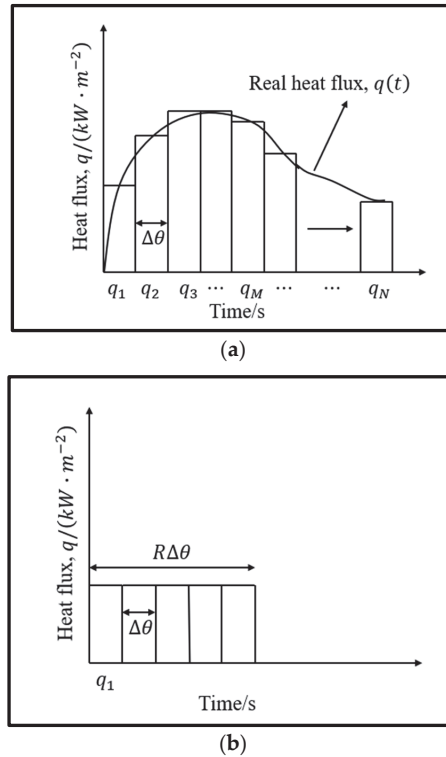 Heat flux, q/(kW · m⁻²)
Real heat flux, q(t)
Δθ
q₁ q₂ q₃ ... q_M ... ... q_N
Time/s
(a)
Heat flux, q/(kW · m⁻²)
RΔθ
Δθ
q₁
Time/s
(b)